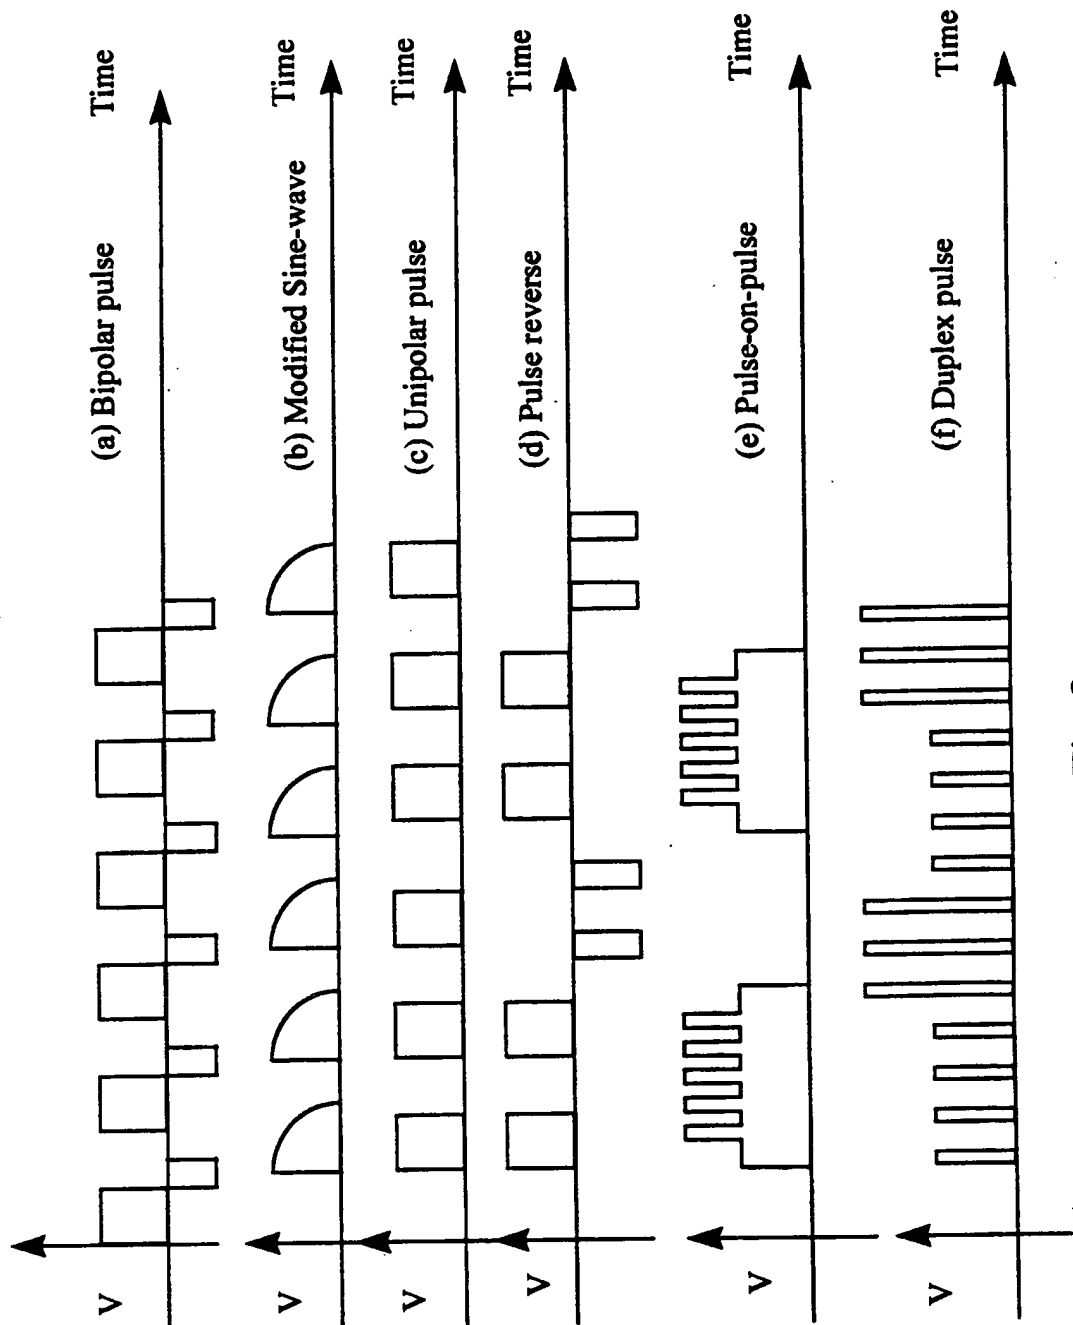 V
(a) Bipolar pulse
Time
V
(b) Modified Sine-wave
Time
V
(c) Unipolar pulse
Time
V
(d) Pulse reverse
Time
V
(e) Pulse-on-pulse
Time
V
(f) Duplex pulse
Time